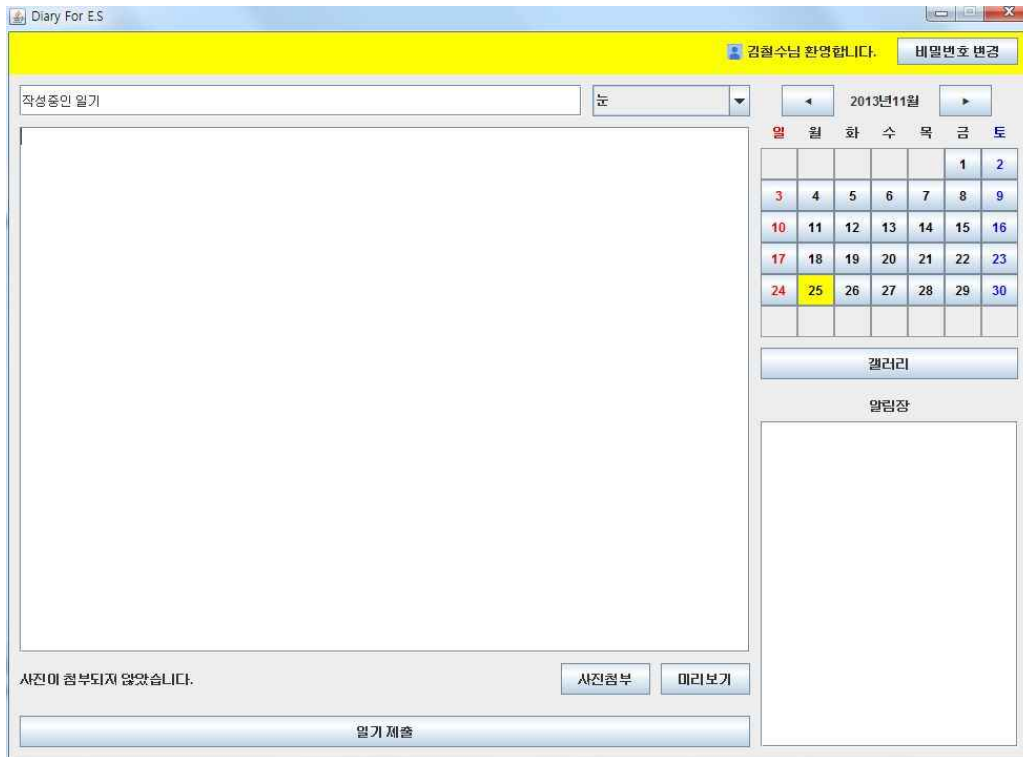 Diary For E.S
김철수님 환영합니다. 비밀번호 변경
작성중인 일기 눈
◂ 2013년11월 ▸
일 월 화 수 목 금 토
1 2
3 4 5 6 7 8 9
10 11 12 13 14 15 16
17 18 19 20 21 22 23
24 25 26 27 28 29 30
갤러리
알림장
사진이 첨부되지 않았습니다. 사진첨부 미리보기
일기 제출